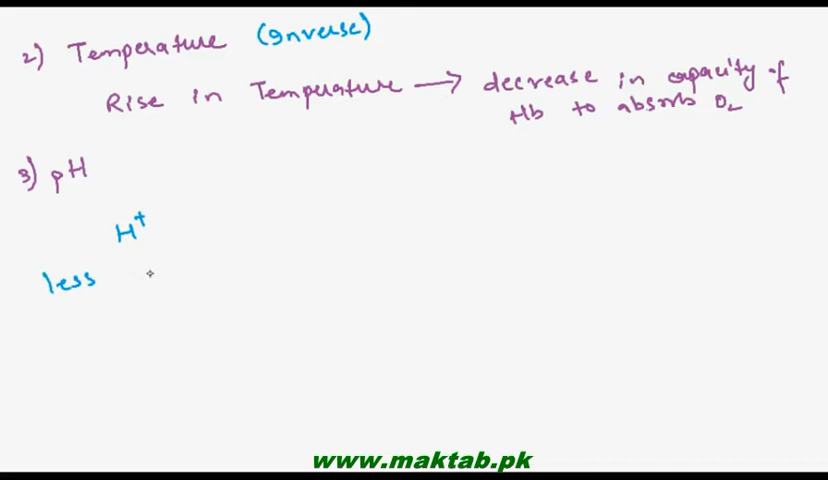 2) Temperature (Inverse)
Rise in Temperature → decrease in capacity of
Hb to absorb O₂
3) pH
H⁺
less
www.maktab.pk